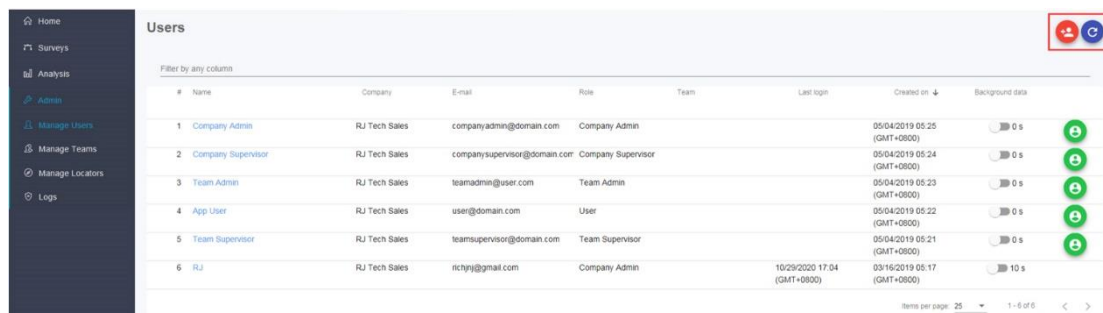 Home
Surveys
Analysis
Admin
Manage Users
Manage Teams
Manage Locators
Logs
Users
Filter by any column
# Name Company E-mail Role Team Last login Created on Background data
1 Company Admin RJ Tech Sales companyadmin@domain.com Company Admin 05/04/2019 05:25 0 s
(GMT+0800)
2 Company Supervisor RJ Tech Sales companysupervisor@domain.com Company Supervisor 05/04/2019 05:24 0 s
(GMT+0800)
3 Team Admin RJ Tech Sales teamadmin@user.com Team Admin 05/04/2019 05:23 0 s
(GMT+0800)
4 App User RJ Tech Sales user@domain.com User 05/04/2019 05:22 0 s
(GMT+0800)
5 Team Supervisor RJ Tech Sales teamsupervisor@domain.com Team Supervisor 05/04/2019 05:21 0 s
(GMT+0800)
6 RJ RJ Tech Sales richjnj@gmail.com Company Admin 10/29/2020 17:04 03/16/2019 05:17 10 s
(GMT+0800) (GMT+0800)
Items per page: 25 1 - 6 of 6